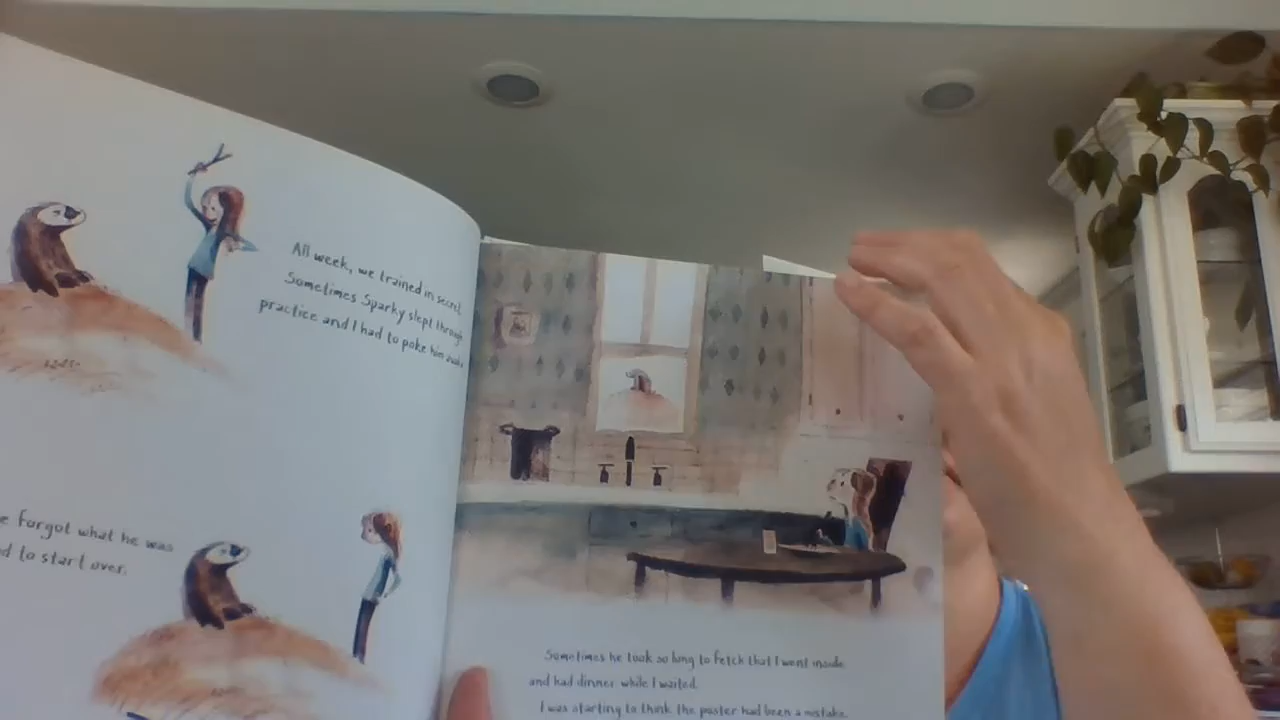 All week, we trained in secret.
Sometimes Sparky slept through
practice and I had to poke him awake
forgot what he was
to start over.
Sometimes he took so long to fetch that I went inside
and had dinner while I waited.
I was starting to think the poster had been a mistake.